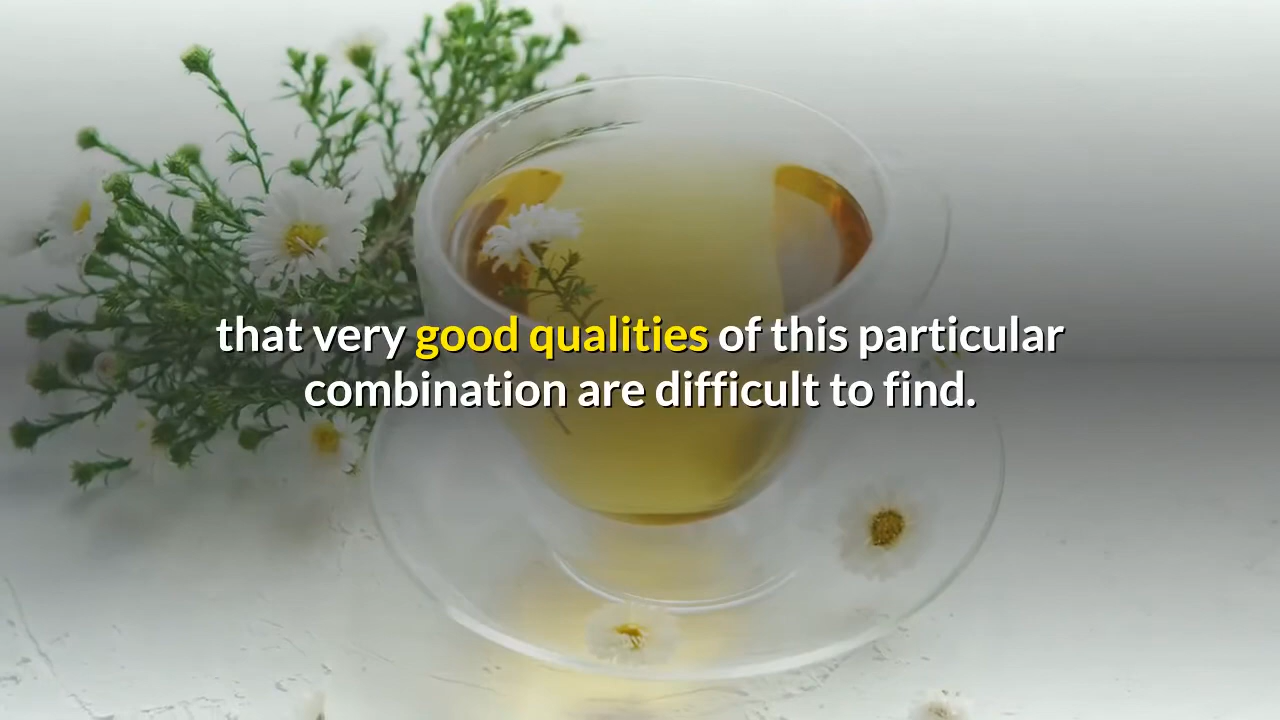 that very good qualities of this particular
combination are difficult to find.